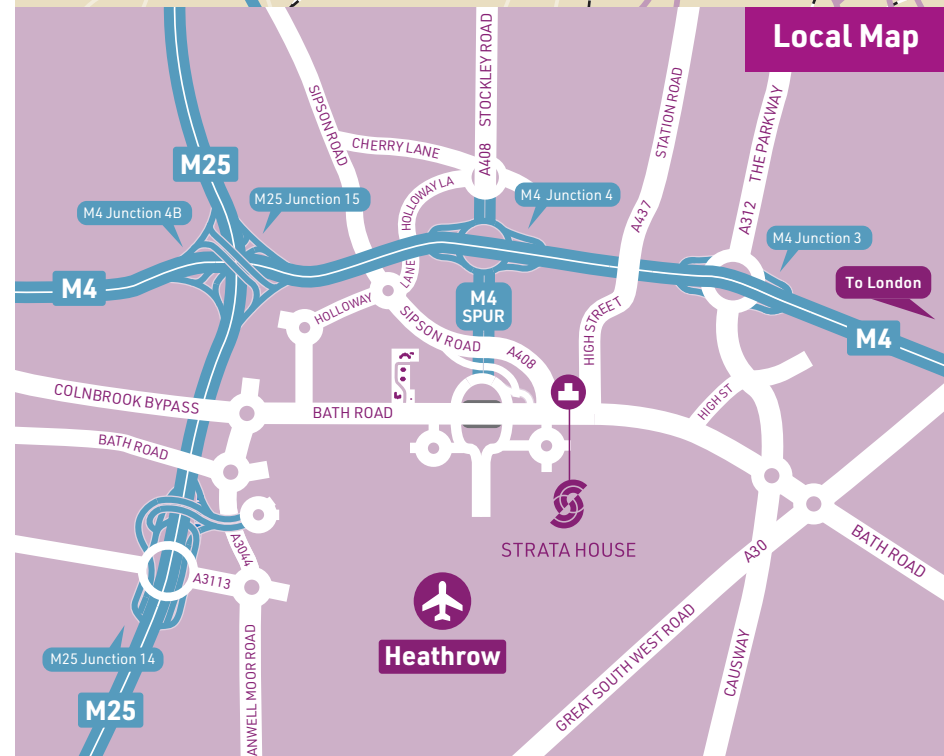 Local Map
STOCKLEY ROAD
A408
SIPSON ROAD
CHERRY LANE
STATION ROAD
THE PARKWAY
A312
M25
M25 Junction 15
M4 Junction 4B
HOLLOWAY LA
LANE
M4 Junction 4
A437
M4 Junction 3
To London
M4
M4
SPUR
HOLLOWAY
SIPSON ROAD
A408
HIGH STREET
M4
COLNBROOK BYPASS
BATH ROAD
HIGH ST
BATH ROAD
STRATA HOUSE
A30
BATH ROAD
A3044
A3113
Heathrow
M25 Junction 14
M25
ANWELL MOOR ROAD
GREAT SOUTH WEST ROAD
CAUSWAY